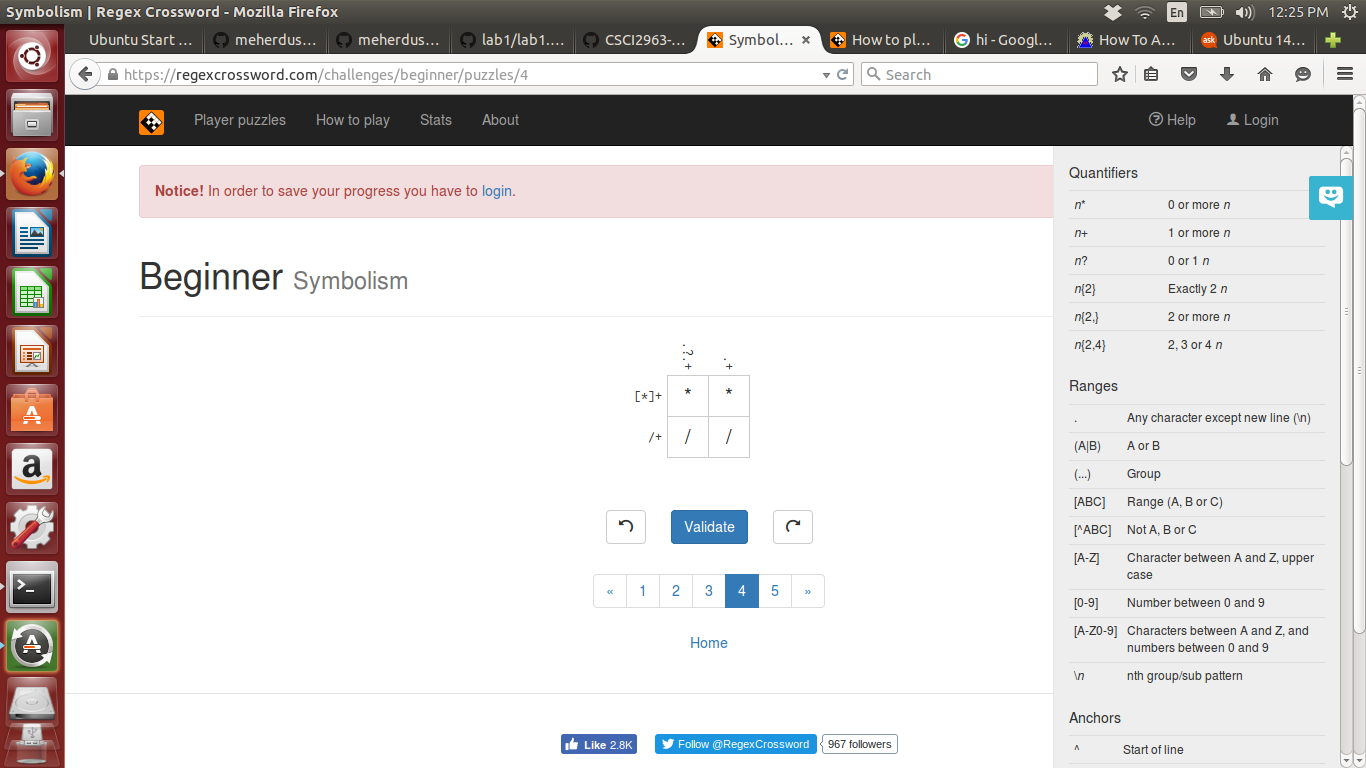 Symbolism | Regex Crossword - Mozilla Firefox
En
12:25 PM
Ubuntu Start ...
meherdus...
meherdus...
lab1/lab1....
CSCI2963-...
Symbol... ×
How to pl...
hi - Googl...
How To A...
ask Ubuntu 14...
https://regexcrossword.com/challenges/beginner/puzzles/4
Search
Player puzzles
How to play
Stats
About
Help
Login
Notice! In order to save your progress you have to login.
Beginner Symbolism
.?.+
.+
[*]+ * *
/+ / /
Validate
« 1 2 3 4 5 »
Home
Like 2.8K
Follow @RegexCrossword
967 followers
Quantifiers
n* 0 or more n
n+ 1 or more n
n? 0 or 1 n
n{2} Exactly 2 n
n{2,} 2 or more n
n{2,4} 2, 3 or 4 n
Ranges
. Any character except new line (\n)
(A|B) A or B
(...) Group
[ABC] Range (A, B or C)
[^ABC] Not A, B or C
[A-Z] Character between A and Z, upper
case
[0-9] Number between 0 and 9
[A-Z0-9] Characters between A and Z, and
numbers between 0 and 9
\n nth group/sub pattern
Anchors
^ Start of line